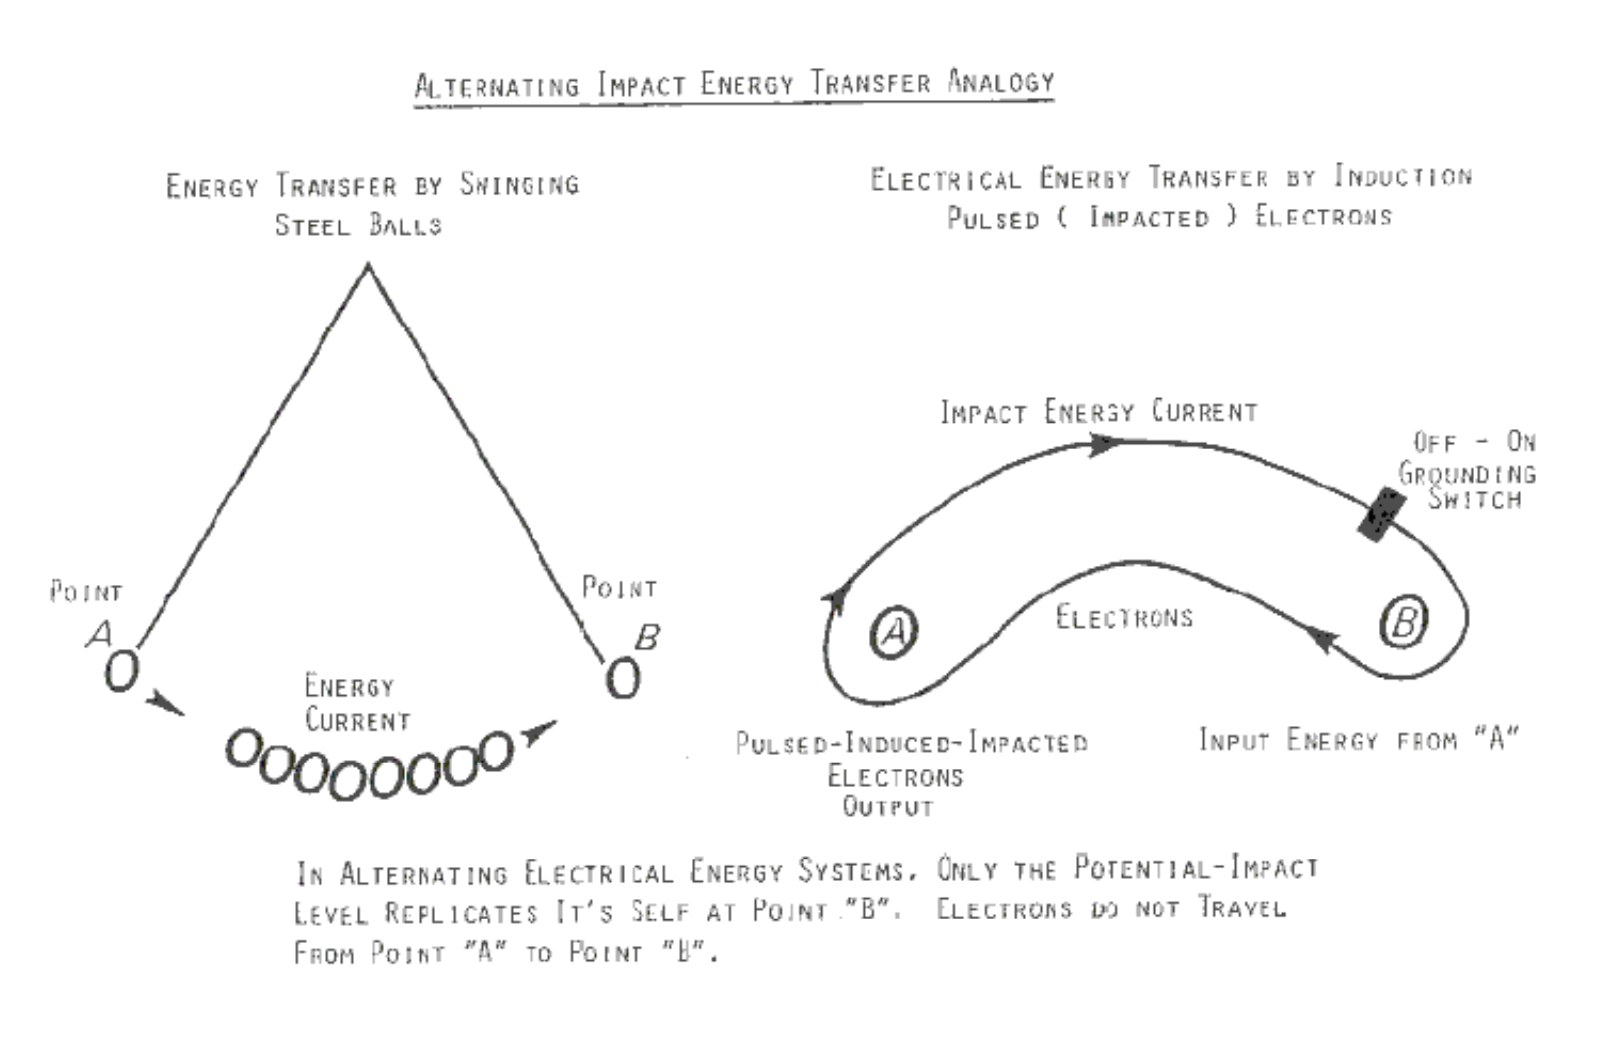 ALTERNATING IMPACT ENERGY TRANSFER ANALOGY
ENERGY TRANSFER BY SWINGING
STEEL BALLS
POINT
A
POINT
B
ENERGY
CURRENT
ELECTRICAL ENERGY TRANSFER BY INDUCTION
PULSED ( IMPACTED ) ELECTRONS
IMPACT ENERGY CURRENT
OFF - ON
GROUNDING
SWITCH
A
ELECTRONS
B
PULSED-INDUCED-IMPACTED
ELECTRONS
OUTPUT
INPUT ENERGY FROM "A"
IN ALTERNATING ELECTRICAL ENERGY SYSTEMS. ONLY THE POTENTIAL-IMPACT
LEVEL REPLICATES IT'S SELF AT POINT "B". ELECTRONS DO NOT TRAVEL
FROM POINT "A" TO POINT "B".